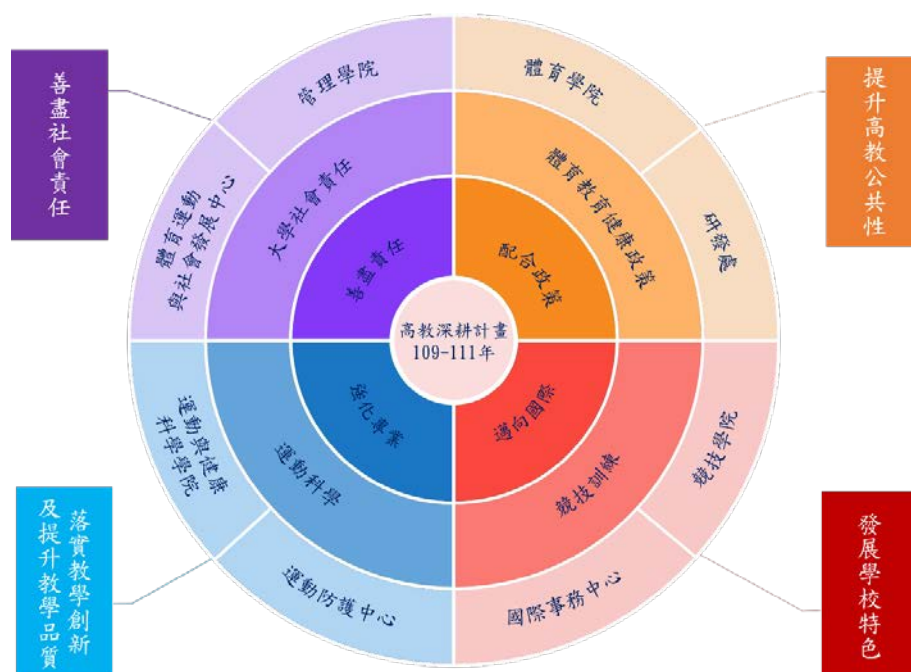 善盡社會責任
管理學院
體育學院
提升高教公共性
體育運動
與社會發展中心
大學社會責任
體育教育健康政策
研發處
善盡責任
配合政策
高教深耕計畫
109-111年
強化專業
邁向國際
運動與健康
科學學院
運動科學
競技訓練
競技學院
落實教學創新
及提升教學品質
運動防護中心
國際事務中心
發展學校特色